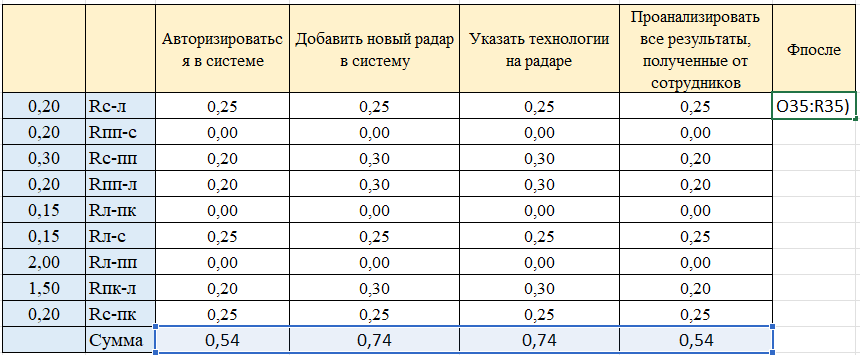 Авторизироватьс
я в системе
Добавить новый радар
в систему
Указать технологии
на радаре
Проанализировать
все результаты,
полученные от
сотрудников
Фпосле
0,20 Rс-л 0,25 0,25 0,25 0,25 O35:R35)
0,20 Rпп-с 0,00 0,00 0,00 0,00
0,30 Rс-пп 0,20 0,30 0,30 0,20
0,20 Rпп-л 0,20 0,30 0,30 0,20
0,15 Rл-пк 0,00 0,00 0,00 0,00
0,15 Rл-с 0,25 0,25 0,25 0,25
2,00 Rл-пп 0,00 0,00 0,00 0,00
1,50 Rпк-л 0,20 0,30 0,30 0,20
0,20 Rс-пк 0,25 0,25 0,25 0,25
Сумма 0,54 0,74 0,74 0,54